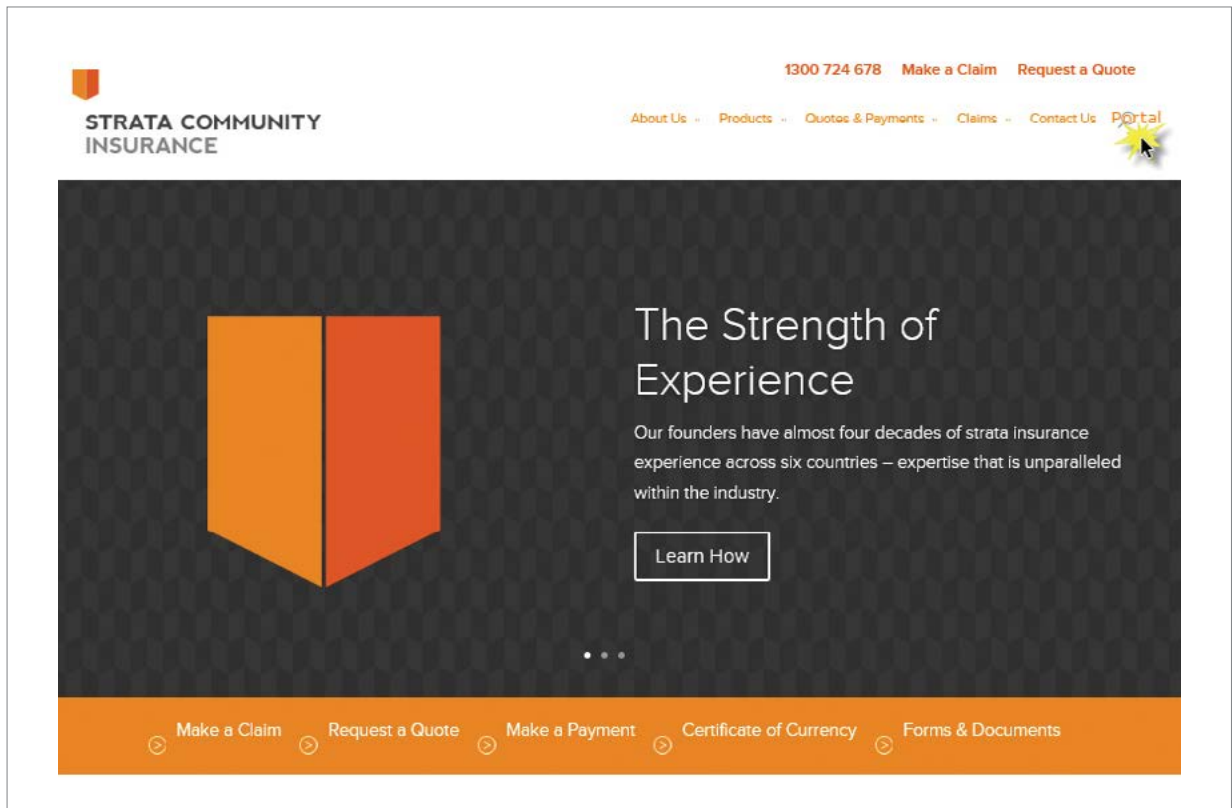 1300 724 678 Make a Claim Request a Quote
STRATA COMMUNITY
INSURANCE
About Us Products Quotes & Payments Claims Contact Us Portal
The Strength of
Experience
Our founders have almost four decades of strata insurance
experience across six countries – expertise that is unparalleled
within the industry.
Learn How
Make a Claim Request a Quote Make a Payment Certificate of Currency Forms & Documents